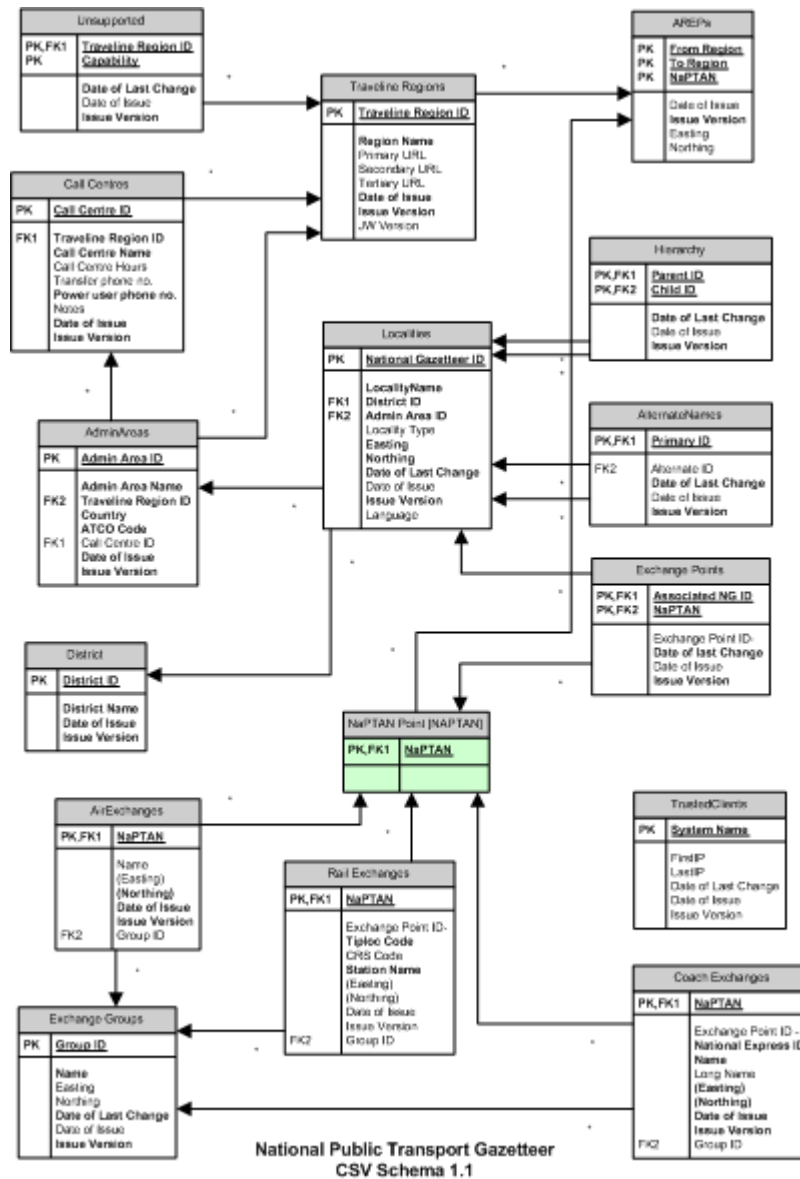 Unsupported
PK,FK1 Traveline Region ID
PK Capability
Date of Last Change
Date of Issue
Issue Version
Traveline Regions
PK Traveline Region ID
Region Name
Primary URL
Secondary URL
Tertiary URL
Date of Issue
Issue Version
JW Version
AREPs
PK From Region
PK To Region
PK NaPTAN
Date of Issue
Issue Version
Easting
Northing
Call Centres
PK Call Centre ID
FK1 Traveline Region ID
Call Centre Name
Call Centre Hours
Transfer phone no.
Power user phone no.
Notes
Date of Issue
Issue Version
Hierarchy
PK,FK1 Parent ID
PK,FK2 Child ID
Date of Last Change
Date of Issue
Issue Version
Localities
PK National Gazetteer ID
LocalityName
FK1 District ID
FK2 Admin Area ID
Locality Type
Easting
Northing
Date of Last Change
Date of Issue
Issue Version
Language
AlternateNames
PK,FK1 Primary ID
FK2 Alternate ID
Date of Last Change
Date of Issue
Issue Version
AdminAreas
PK Admin Area ID
Admin Area Name
FK2 Traveline Region ID
Country
ATCO Code
FK1 Call Centre ID
Date of Issue
Issue Version
Exchange Points
PK,FK1 Associated NG ID
PK,FK2 NaPTAN
Exchange Point ID-
Date of last Change
Date of Issue
Issue Version
District
PK District ID
District Name
Date of Issue
Issue Version
NaPTAN Point [NAPTAN]
PK,FK1 NaPTAN
AirExchanges
PK,FK1 NaPTAN
Name
(Easting)
(Northing)
Date of Issue
Issue Version
FK2 Group ID
Rail Exchanges
PK,FK1 NaPTAN
Exchange Point ID-
Tiploc Code
CRS Code
Station Name
(Easting)
(Northing)
Date of Issue
Issue Version
FK2 Group ID
TrustedClients
PK System Name
FirstIP
LastIP
Date of Last Change
Date of Issue
Issue Version
Coach Exchanges
PK,FK1 NaPTAN
Exchange Point ID -
National Express ID
Name
Long Name
(Easting)
(Northing)
Date of Issue
Issue Version
FK2 Group ID
Exchange Groups
PK Group ID
Name
Easting
Northing
Date of Last Change
Date of Issue
Issue Version
National Public Transport Gazetteer
CSV Schema 1.1